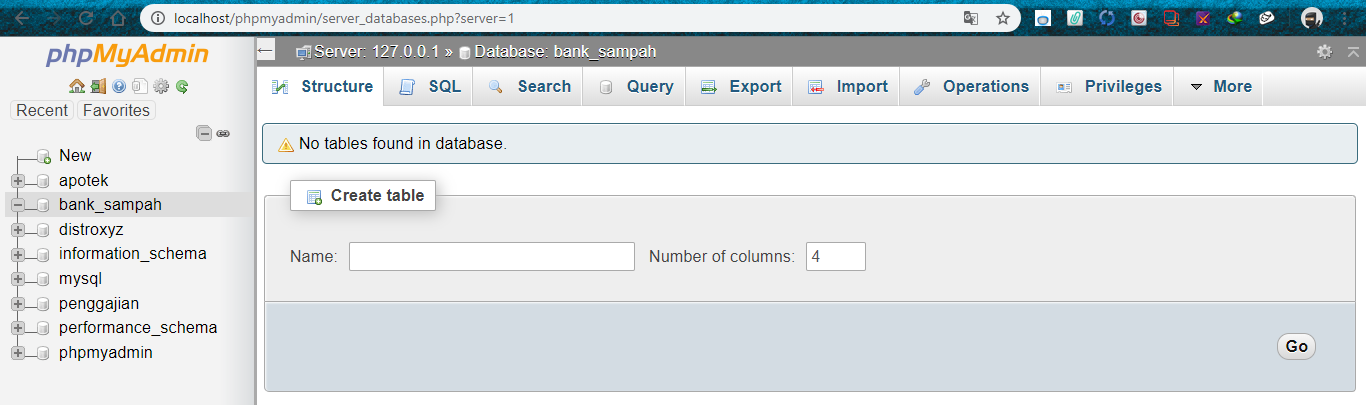 localhost/phpmyadmin/server_databases.php?server=1
phpMyAdmin
Recent Favorites
New
apotek
bank_sampah
distroxyz
information_schema
mysql
penggajian
performance_schema
phpmyadmin
Server: 127.0.0.1 » Database: bank_sampah
Structure SQL Search Query Export Import Operations Privileges More
No tables found in database.
Create table
Name: Number of columns: 4
Go